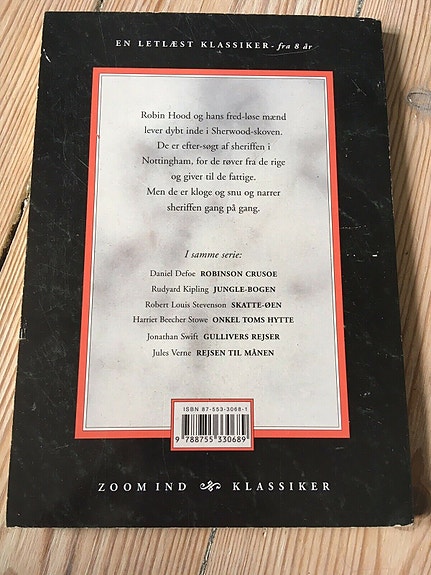 EN LETLÆST KLASSIKER - fra 8 år
Robin Hood og hans fred-løse mænd
lever dybt inde i Sherwood-skoven.
De er efter-søgt af sheriffen i
Nottingham, for de røver fra de rige
og giver til de fattige.
Men de er kloge og snu og narrer
sheriffen gang på gang.
I samme serie:
Daniel Defoe ROBINSON CRUSOE
Rudyard Kipling JUNGLE-BOGEN
Robert Louis Stevenson SKATTE-ØEN
Harriet Beecher Stowe ONKEL TOMS HYTTE
Jonathan Swift GULLIVERS REJSER
Jules Verne REJSEN TIL MÅNEN
ISBN 87-553-3068-1
9 788755 330689
ZOOM IND KLASSIKER